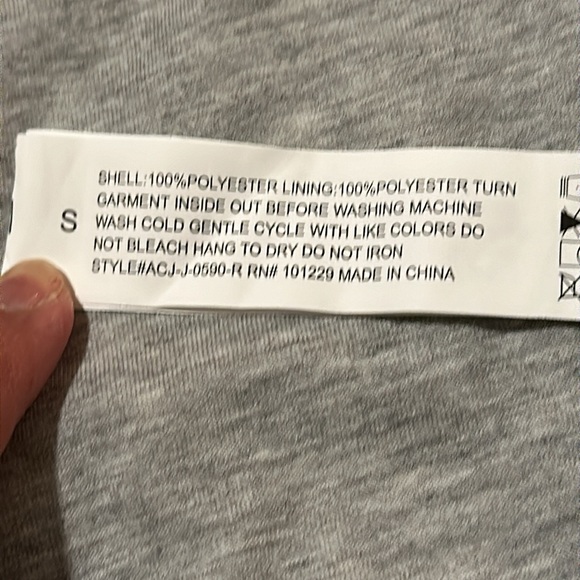 SHELL:100%POLYESTER LINING:100%POLYESTER TURN
GARMENT INSIDE OUT BEFORE WASHING MACHINE
S
WASH COLD GENTLE CYCLE WITH LIKE COLORS DO
NOT BLEACH HANG TO DRY DO NOT IRON
STYLE#ACJ-J-0590-R RN# 101229 MADE IN CHINA